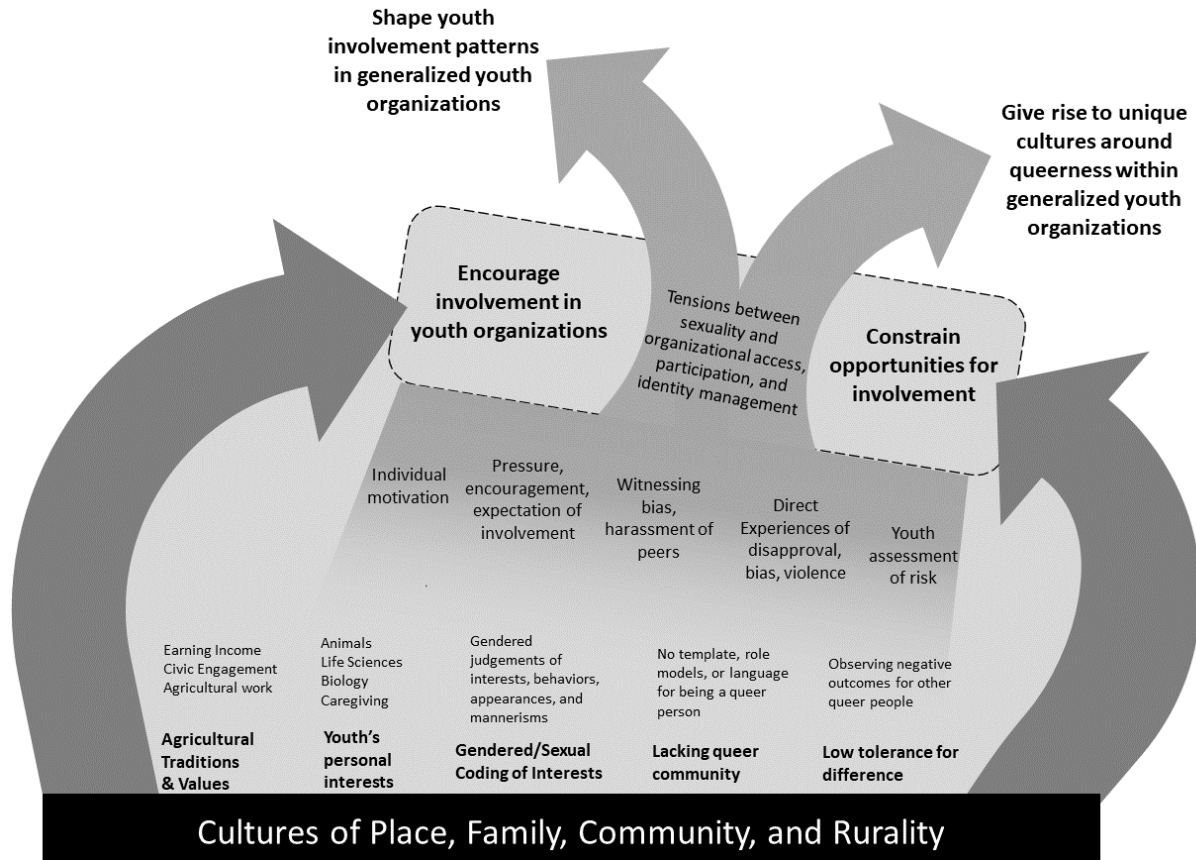 Shape youth
involvement patterns
in generalized youth
organizations
Give rise to unique
cultures around
queerness within
generalized youth
organizations
Encourage
involvement in
youth organizations
Tensions between
sexuality and
organizational access,
participation, and
identity management
Constrain
opportunities for
involvement
Individual
motivation
Pressure,
encouragement,
expectation of
involvement
Witnessing
bias,
harassment of
peers
Direct
Experiences of
disapproval,
bias, violence
Youth
assessment
of risk
Earning Income
Civic Engagement
Agricultural work
Animals
Life Sciences
Biology
Caregiving
Gendered
judgements of
interests, behaviors,
appearances, and
mannerisms
No template, role
models, or language
for being a queer
person
Observing negative
outcomes for other
queer people
Agricultural
Traditions
& Values
Youth's
personal
interests
Gendered/Sexual
Coding of Interests
Lacking queer
community
Low tolerance for
difference
Cultures of Place, Family, Community, and Rurality